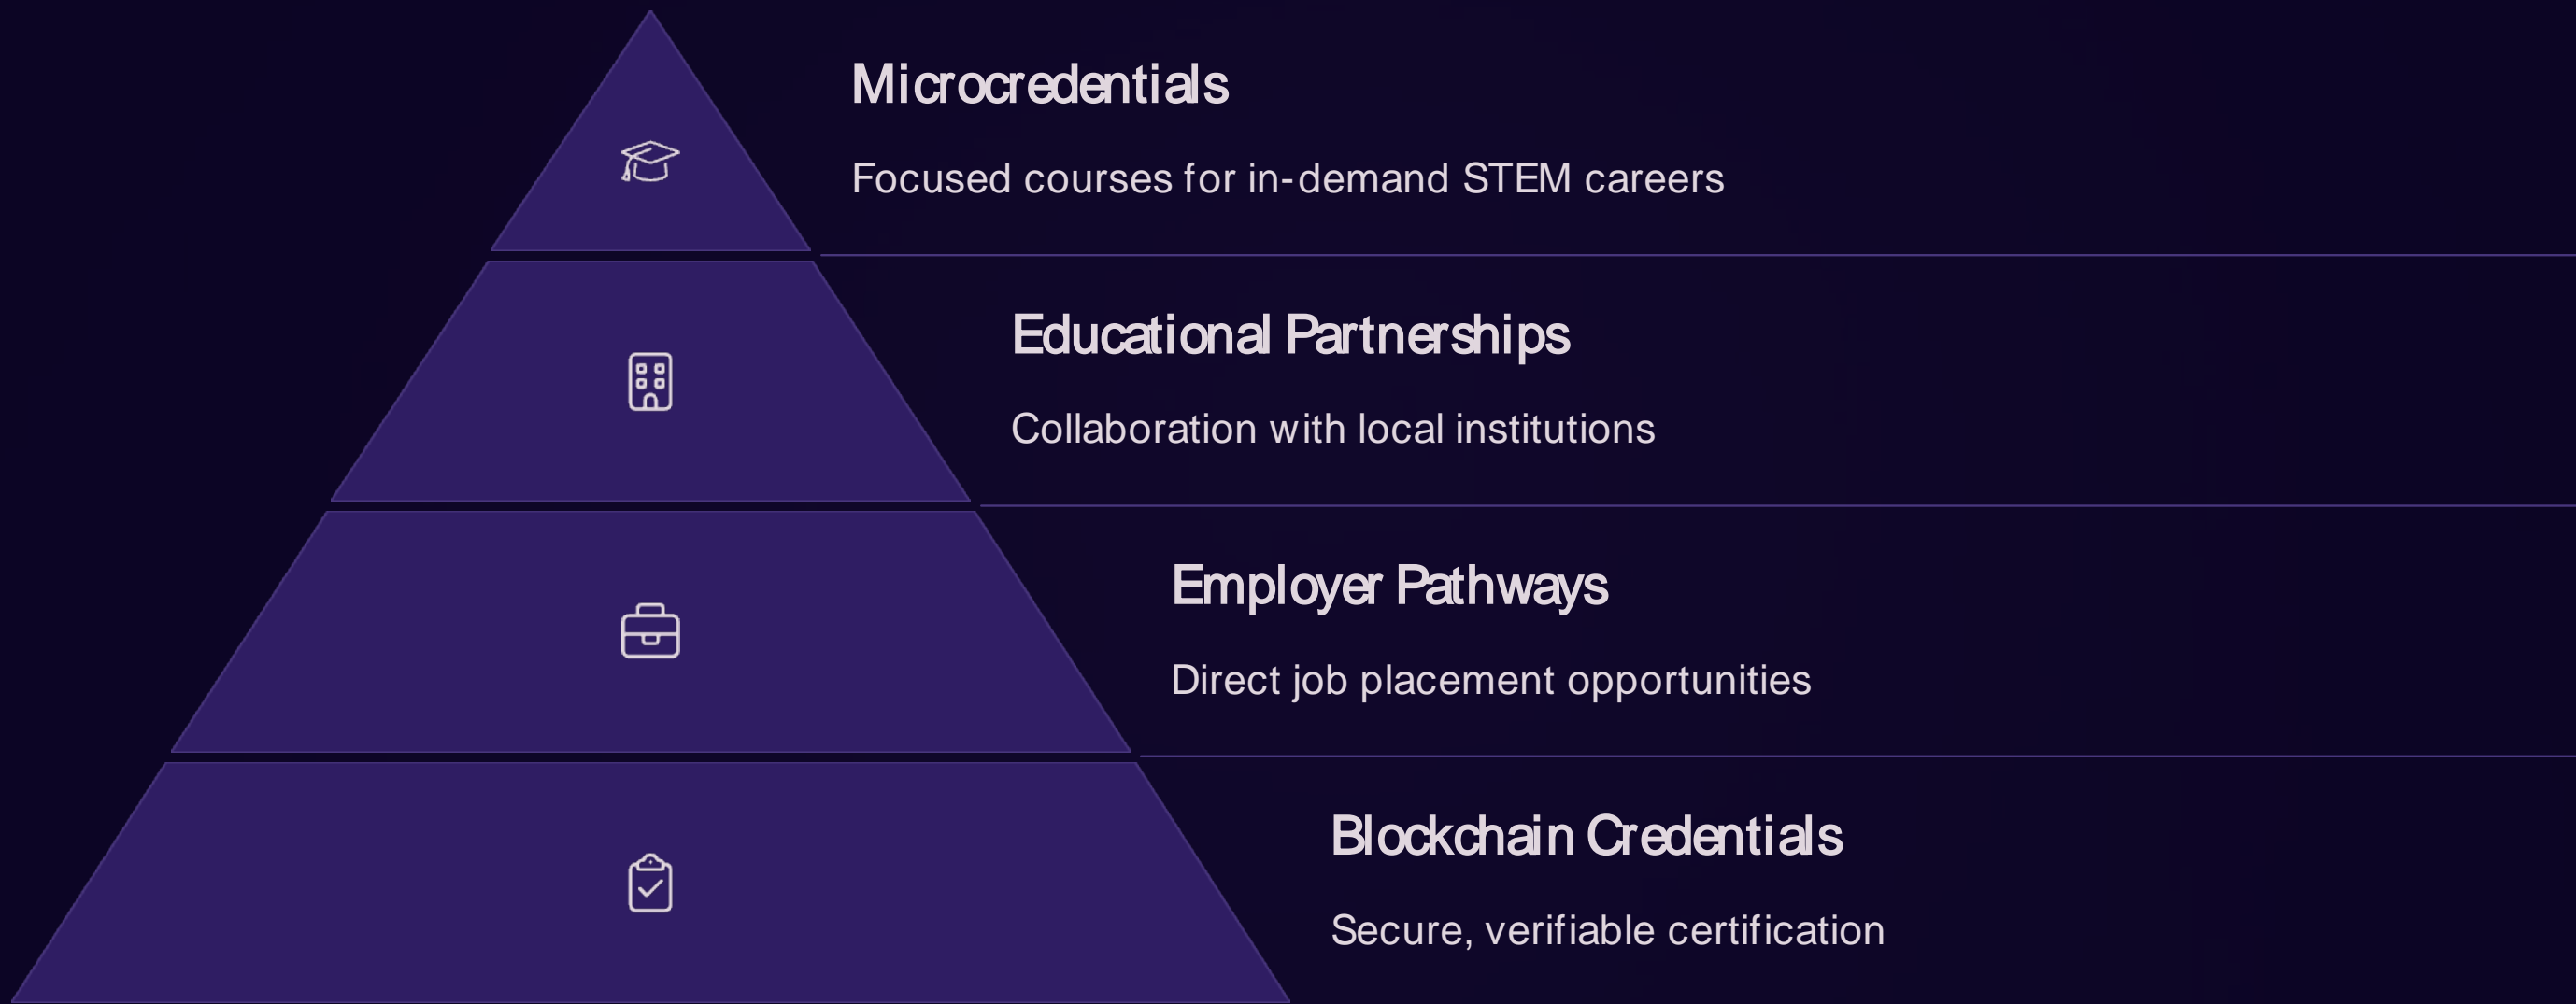 Microcredentials
Focused courses for in-demand STEM careers
Educational Partnerships
Collaboration with local institutions
Employer Pathways
Direct job placement opportunities
Blockchain Credentials
Secure, verifiable certification